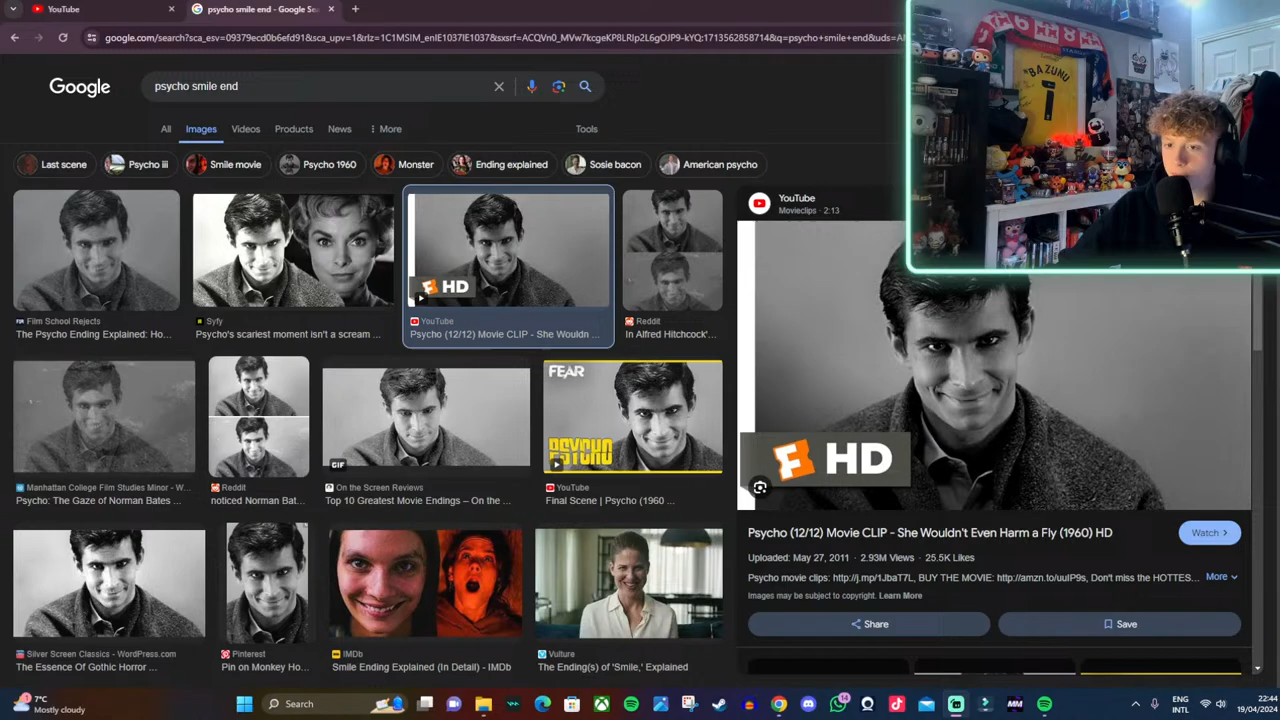 YouTube
psycho smile end - Google Se
google.com/search?sca_esv=09379ecd0b6efd91&sca_upv=1&rlz=1C1MSIM_enIE1037IE1037&sxsrf=ACQVn0_MVw7kcgeKP8LRIp2L6gOJP9-kYQ:1713562858714&q=psycho+smile+end&uds=A
Google
psycho smile end
All
Images
Videos
Products
News
More
Tools
Last scene
Psycho iii
Smile movie
Psycho 1960
Monster
Ending explained
Sosie bacon
American psycho
Film School Rejects
The Psycho Ending Explained: Ho...
Syfy
Psycho's scariest moment isn't a scream ...
HD
YouTube
Psycho (12/12) Movie CLIP - She Wouldn ...
Reddit
In Alfred Hitchcock'...
Manhattan College Film Studies Minor - W...
Psycho: The Gaze of Norman Bates ...
Reddit
noticed Norman Bat...
GIF
On the Screen Reviews
Top 10 Greatest Movie Endings – On the ...
FEAR
PSYCHO
YouTube
Final Scene | Psycho (1960 ...
Silver Screen Classics - WordPress.com
The Essence Of Gothic Horror ...
Pinterest
Pin on Monkey Ho...
IMDb
Smile Ending Explained (In Detail) - IMDb
Vulture
The Ending(s) of 'Smile,' Explained
YouTube
Movieclips · 2:13
HD
Psycho (12/12) Movie CLIP - She Wouldn't Even Harm a Fly (1960) HD
Watch
Uploaded: May 27, 2011 · 2.93M Views · 25.5K Likes
Psycho movie clips: http://j.mp/1JbaT7L, BUY THE MOVIE: http://amzn.to/uuIP9s, Don't miss the HOTTES...
More
Images may be subject to copyright. Learn More
Share
Save
BAZUNU
1
7°C
Mostly cloudy
Search
14
MM
ENG
INTL
22:44
19/04/2024